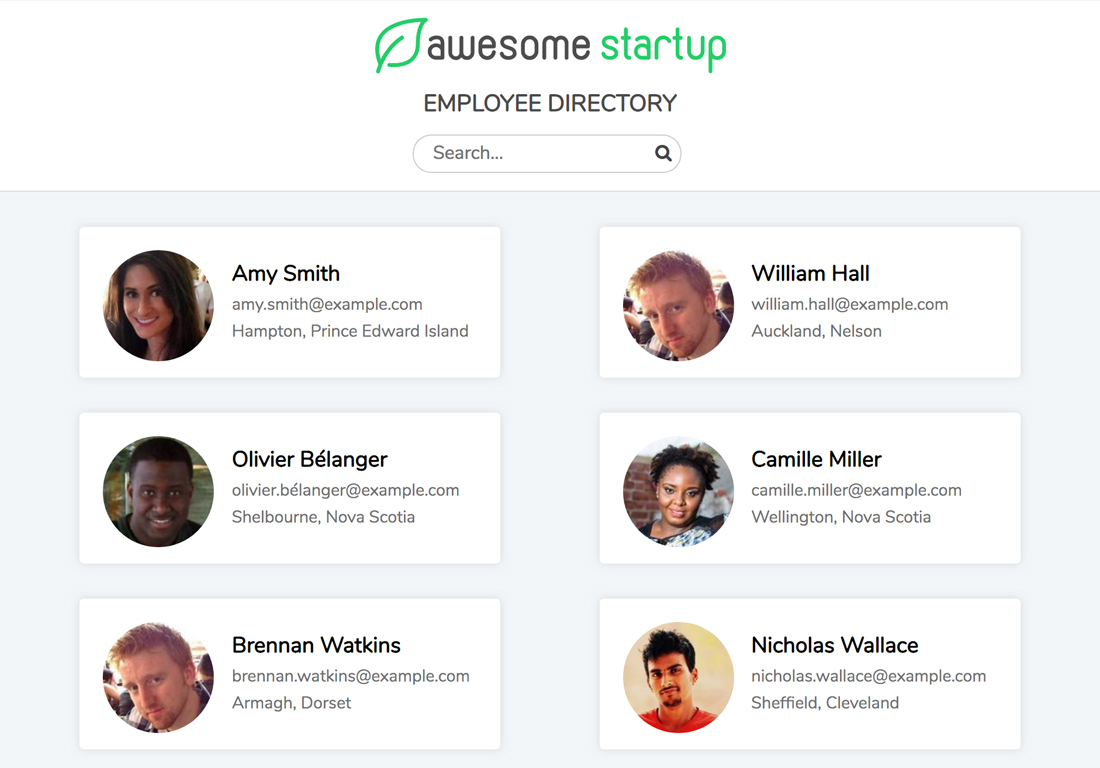 awesome startup
EMPLOYEE DIRECTORY
Search...
Amy Smith
amy.smith@example.com
Hampton, Prince Edward Island
William Hall
william.hall@example.com
Auckland, Nelson
Olivier Bélanger
olivier.bélanger@example.com
Shelbourne, Nova Scotia
Camille Miller
camille.miller@example.com
Wellington, Nova Scotia
Brennan Watkins
brennan.watkins@example.com
Armagh, Dorset
Nicholas Wallace
nicholas.wallace@example.com
Sheffield, Cleveland